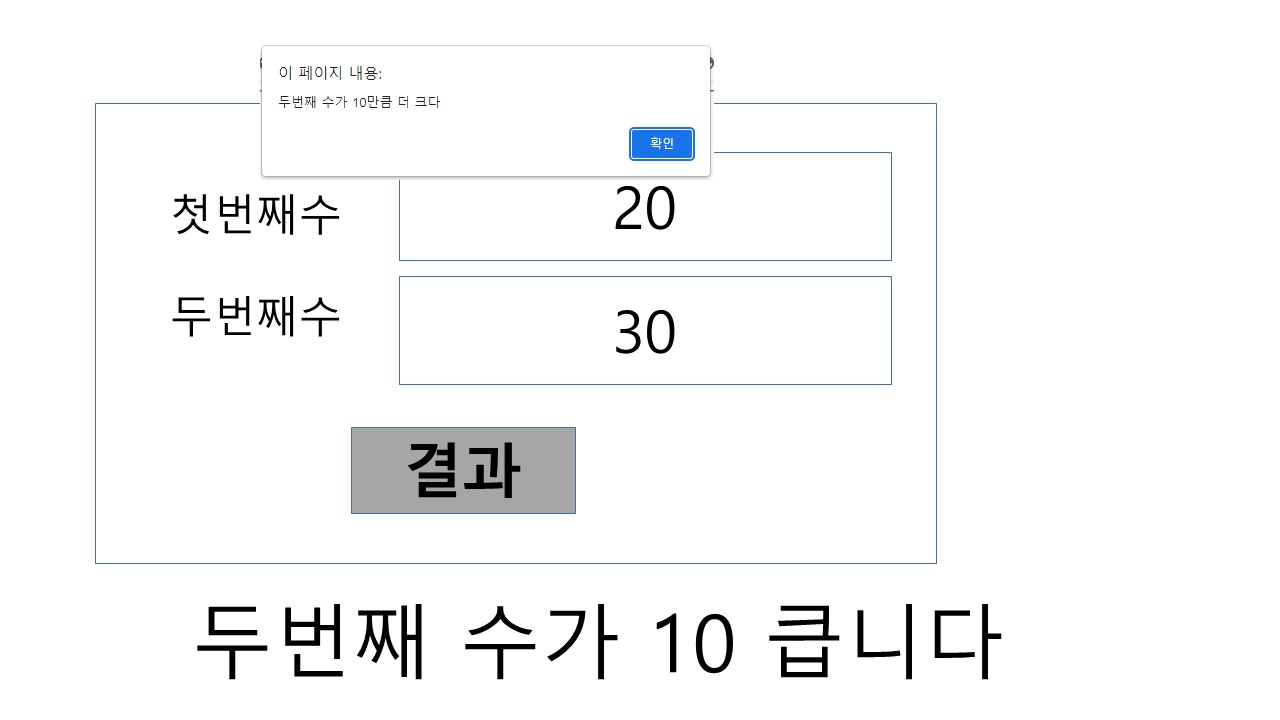 이 페이지 내용:
두번째 수가 10만큼 더 크다
확인
첫번째수
20
두번째수
30
결과
두번째 수가 10 큽니다